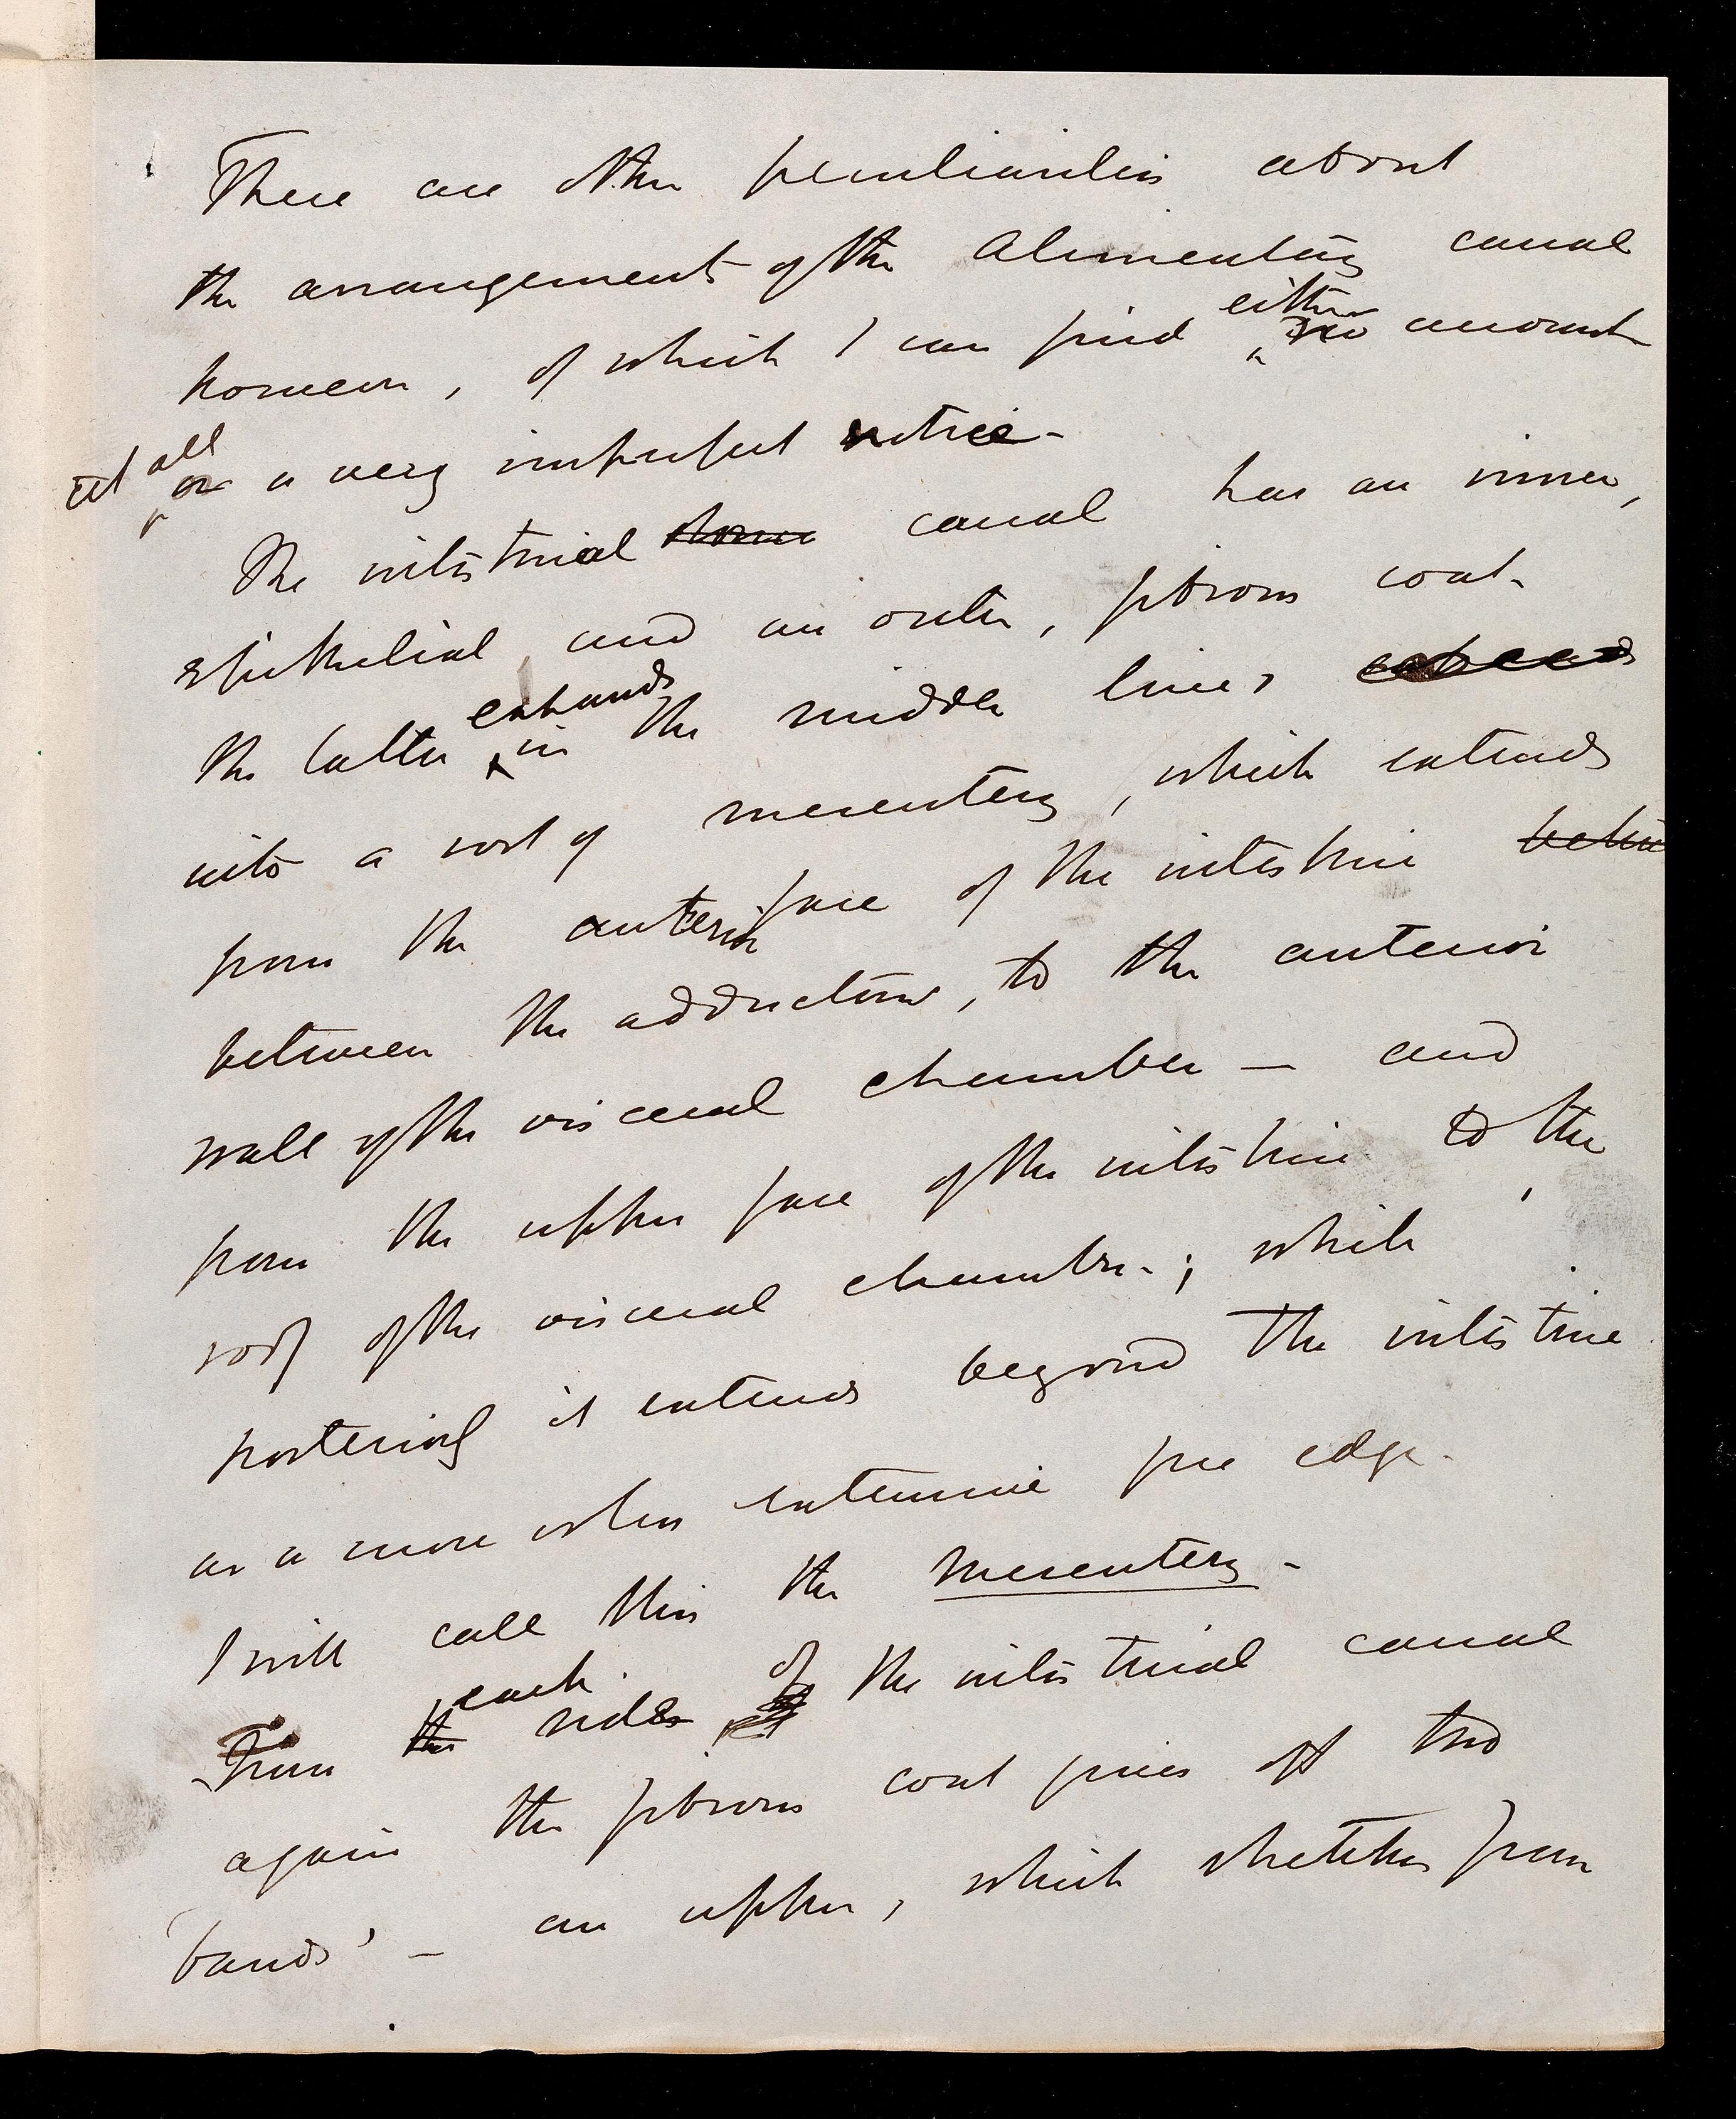 There are other peculiarities about
the arrangement of the Alimentary canal
however, of which I can find either no account
at all or a very imperfect notice -
The intestinal canal has an inner,
epithelial, and an outer, fibrous coat -
the latter expands in the middle line,
into a sort of mesentery, which extends
from the anterior face of the intestine
between the adductors, to the anterior
wall of the visceral chamber — and
from the upper face of the intestine to the
roof of the visceral chamber - ; while
posteriorly it extends beyond the intestine
as a more or less extensive free edge.
I will call this the Mesentery -
From the each sides of the intestinal canal
again the fibrous coat gives off two
'bands' - an upper, which stretches from